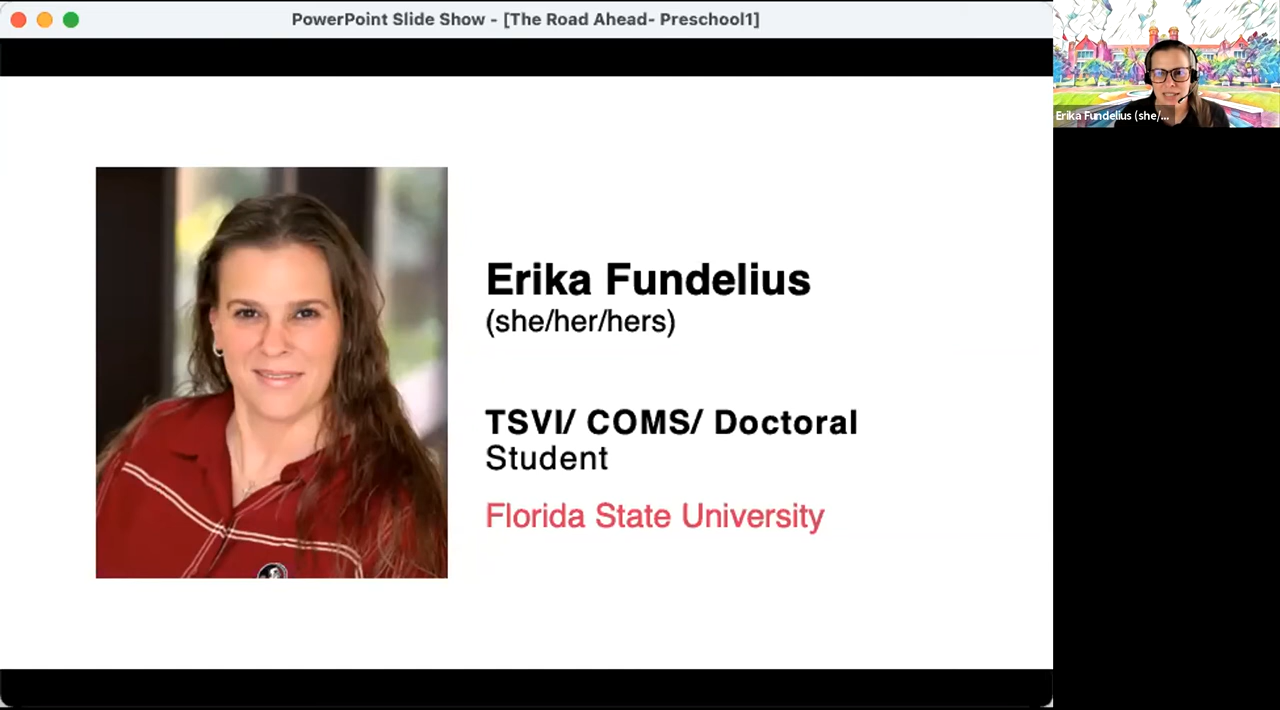 PowerPoint Slide Show - [The Road Ahead- Preschool1]
Erika Fundelius (she/...
Erika Fundelius
(she/her/hers)
TSVI/ COMS/ Doctoral
Student
Florida State University